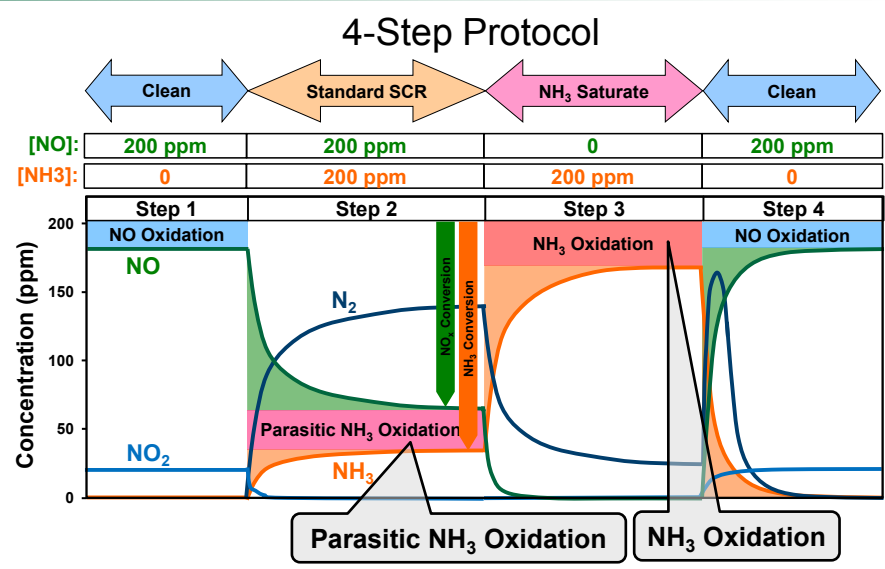 4-Step Protocol
Clean Standard SCR NH₃ Saturate Clean
[NO]: 200 ppm 200 ppm 0 200 ppm
[NH3]: 0 200 ppm 200 ppm 0
Step 1 Step 2 Step 3 Step 4
200
150
100
50
0
Concentration (ppm)
NO Oxidation
NO
NO₂
N₂
NOₓ Conversion
NH₃ Conversion
Parasitic NH₃ Oxidation
NH₃
NH₃ Oxidation
NO Oxidation
Parasitic NH₃ Oxidation
NH₃ Oxidation